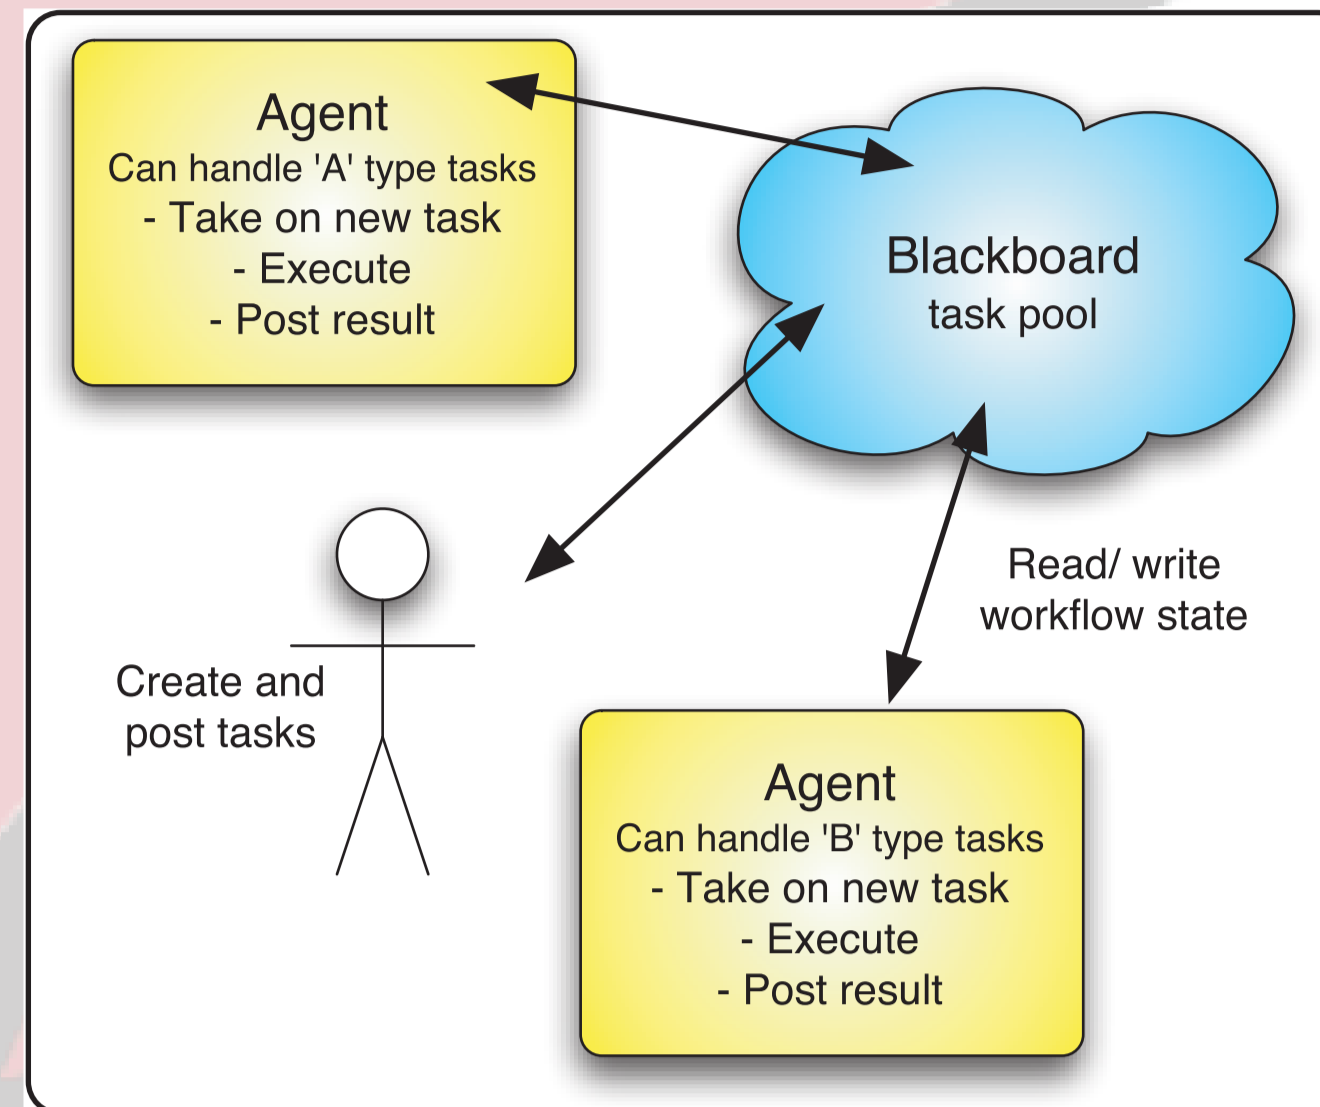 Agent
Can handle 'A' type tasks
- Take on new task
- Execute
- Post result
Blackboard
task pool
Read/ write
workflow state
Create and
post tasks
Agent
Can handle 'B' type tasks
- Take on new task
- Execute
- Post result